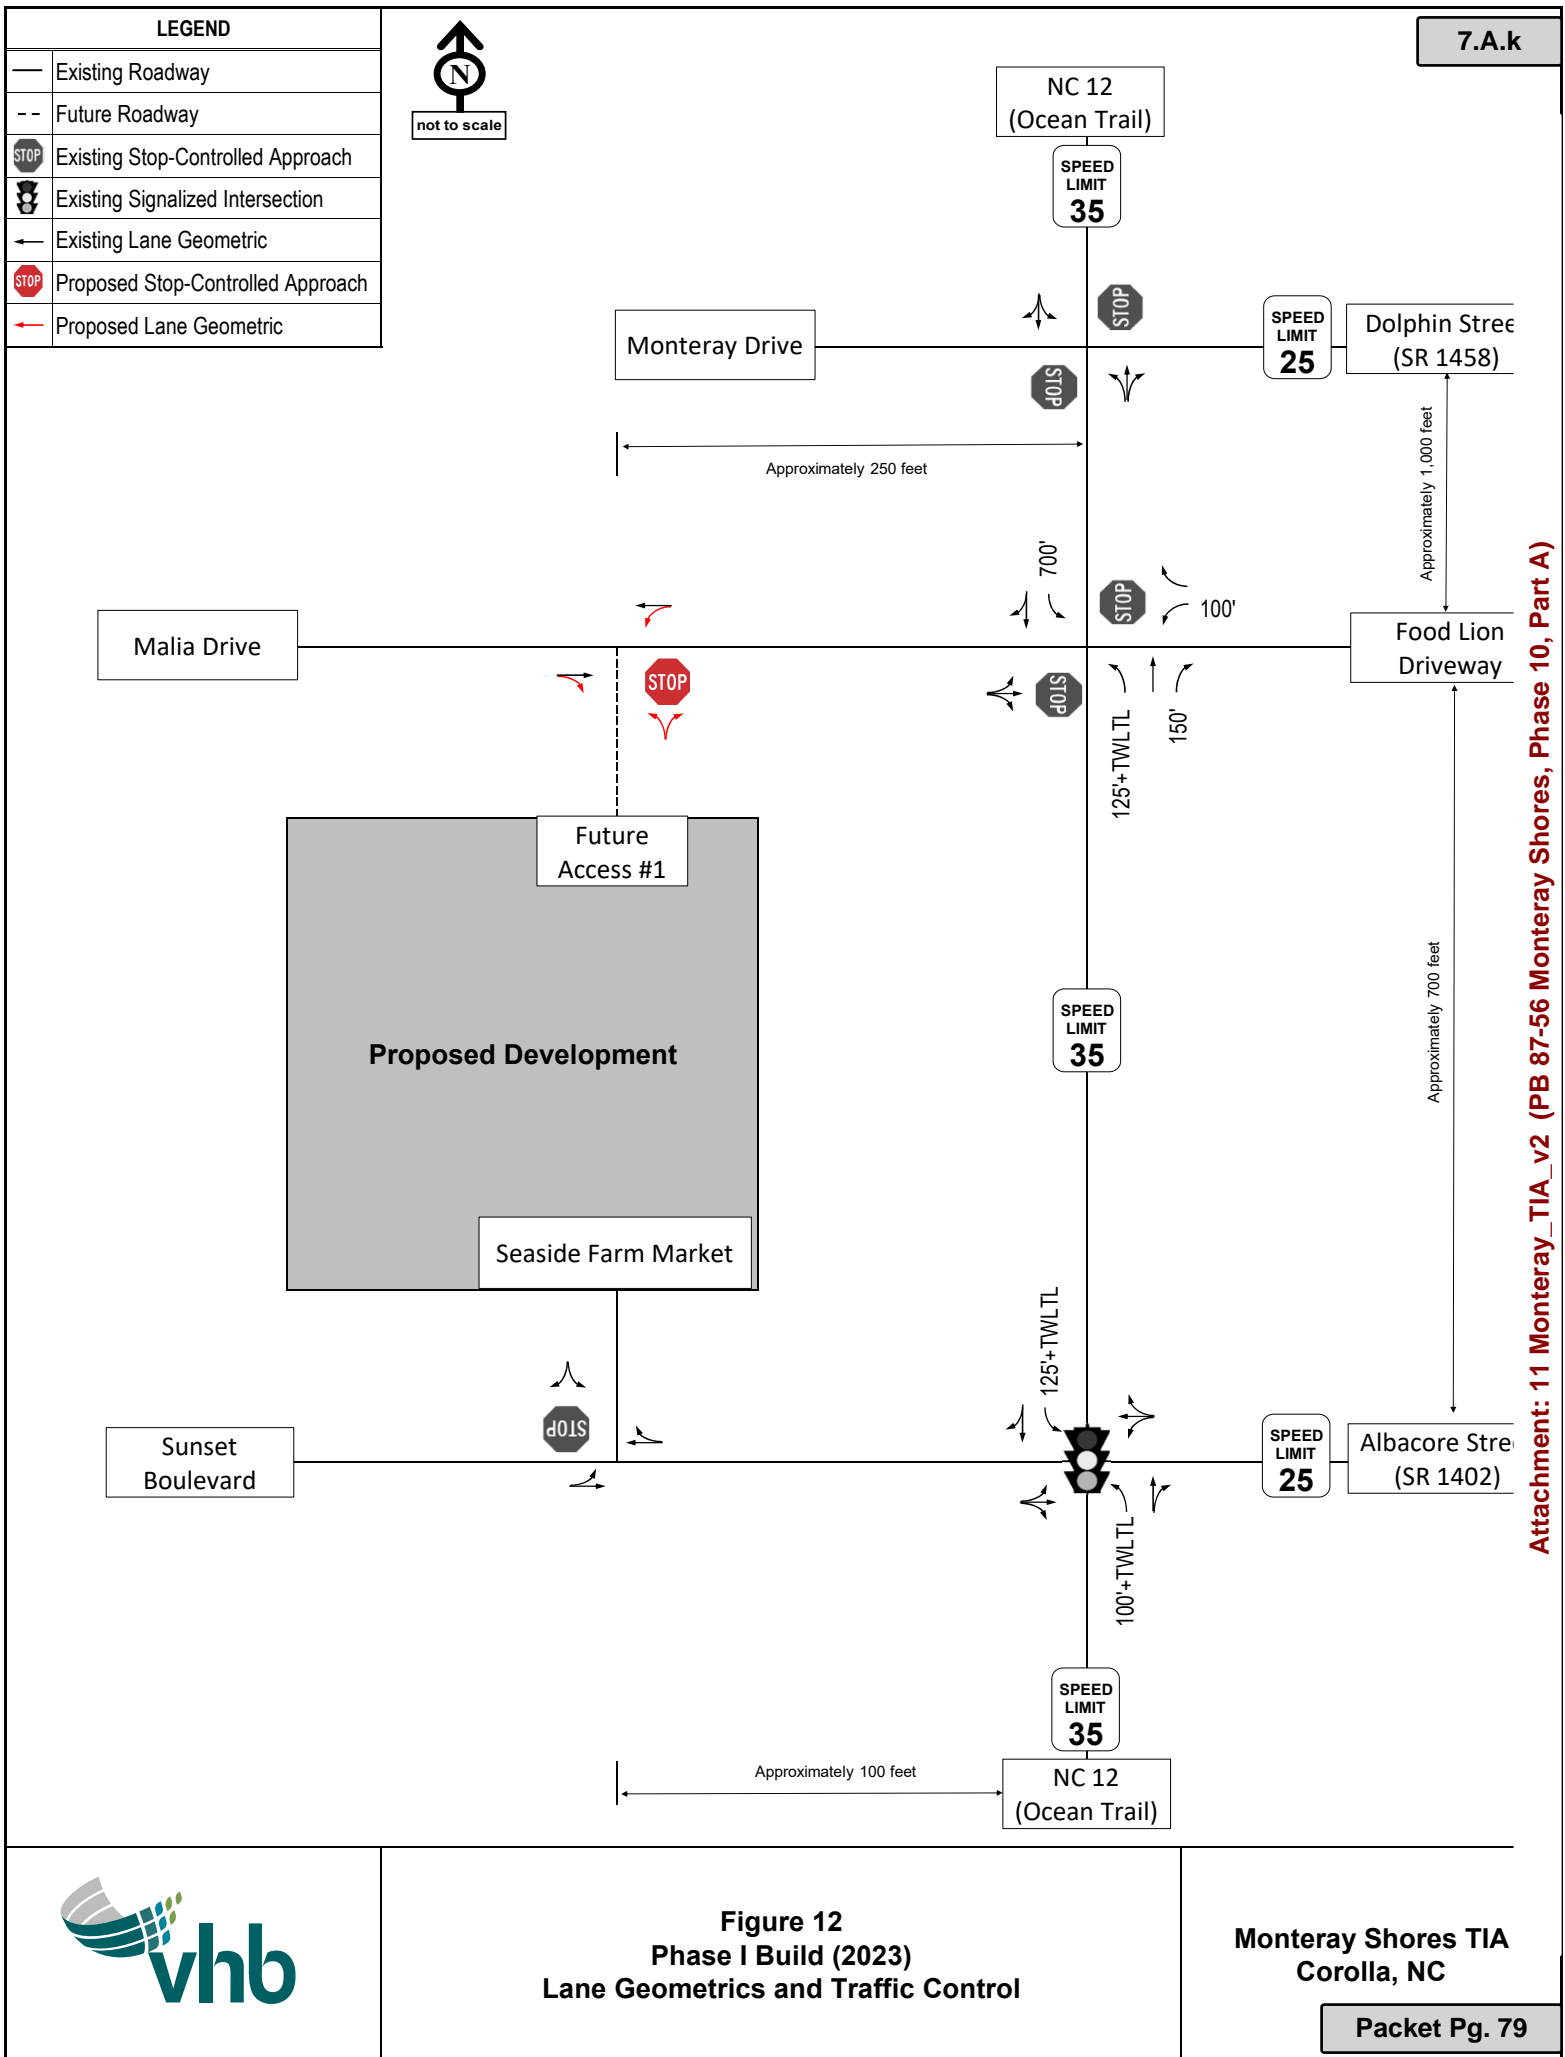 LEGEND
Existing Roadway
Future Roadway
STOP Existing Stop-Controlled Approach
Existing Signalized Intersection
Existing Lane Geometric
STOP Proposed Stop-Controlled Approach
Proposed Lane Geometric
N
not to scale
7.A.k
NC 12
(Ocean Trail)
SPEED
LIMIT
35
STOP
Monteray Drive
SPEED
LIMIT
25
Dolphin Stree
(SR 1458)
STOP
Approximately 250 feet
Approximately 1,000 feet
700'
STOP
100'
Malia Drive
Food Lion
Driveway
STOP
STOP
125'+TWLTL
150'
Future
Access #1
Proposed Development
SPEED
LIMIT
35
Approximately 700 feet
Seaside Farm Market
125'+TWLTL
STOP
Sunset
Boulevard
SPEED
LIMIT
25
Albacore Stre
(SR 1402)
100'+TWLTL
SPEED
LIMIT
35
Approximately 100 feet
NC 12
(Ocean Trail)
Attachment: 11 Monteray_TIA_v2 (PB 87-56 Monteray Shores, Phase 10, Part A)
vhb
Figure 12
Phase I Build (2023)
Lane Geometrics and Traffic Control
Monteray Shores TIA
Corolla, NC
Packet Pg. 79